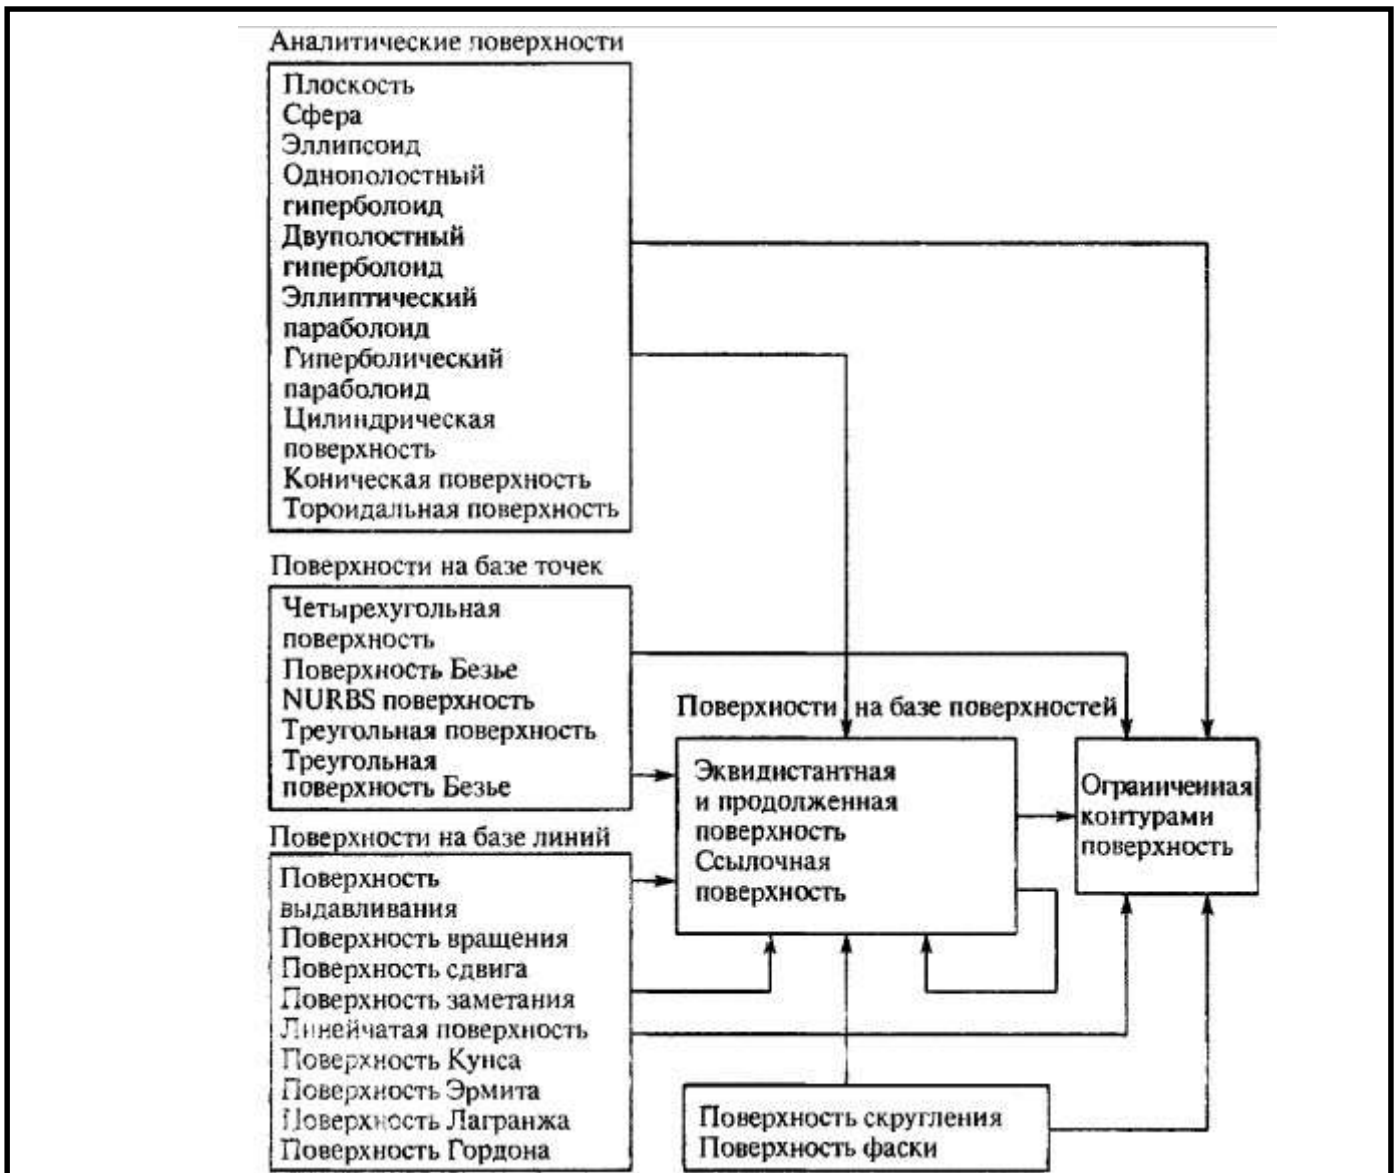 Аналитические поверхности
Плоскость
Сфера
Эллипсоид
Однополостный
гиперболоид
Двуполостный
гиперболоид
Эллиптический
параболоид
Гиперболический
параболоид
Цилиндрическая
поверхность
Коническая поверхность
Тороидальная поверхность
Поверхности на базе точек
Четырехугольная
поверхность
Поверхность Безье
NURBS поверхность
Треугольная поверхность
Треугольная
поверхность Безье
Поверхности на базе линий
Поверхность
выдавливания
Поверхность вращения
Поверхность сдвига
Поверхность заметания
Линейчатая поверхность
Поверхность Кунса
Поверхность Эрмита
Поверхность Лагранжа
Поверхность Гордона
Поверхности на базе поверхностей
Эквидистантная
и продолженная
поверхность
Ссылочная
поверхность
Ограниченная
контурами
поверхность
Поверхность скругления
Поверхность фаски